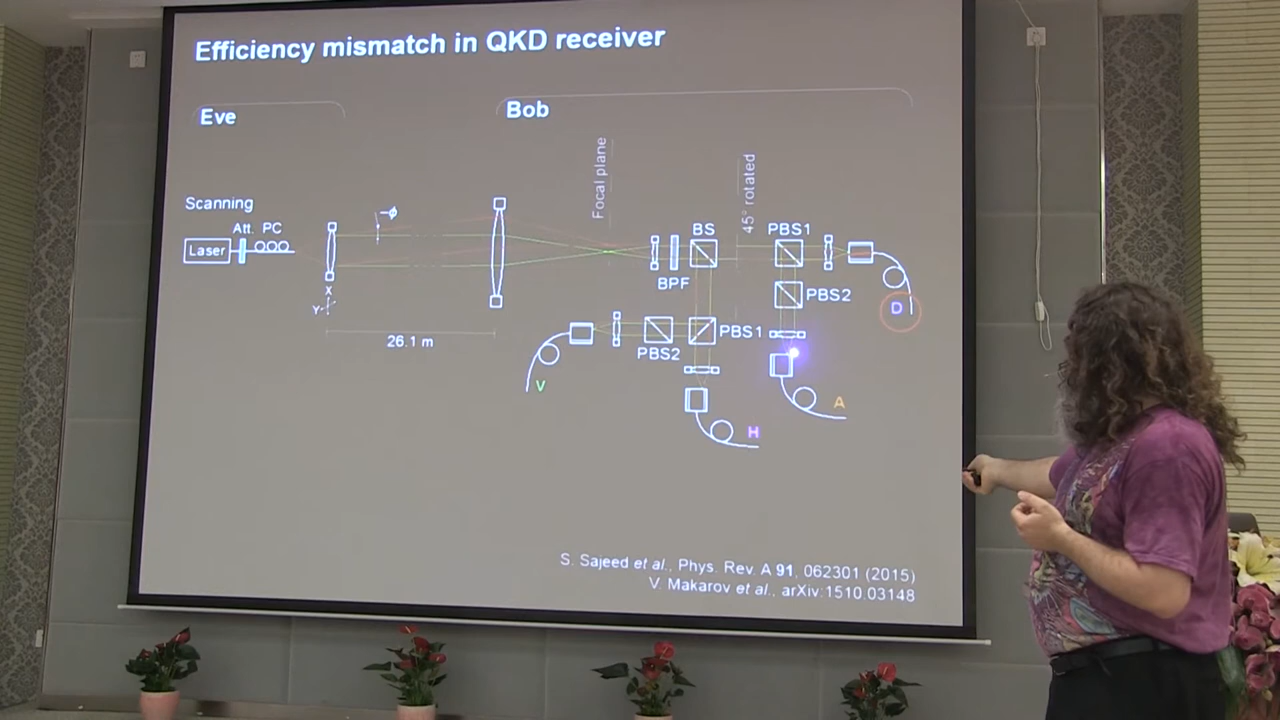 Efficiency mismatch in QKD receiver
Eve
Bob
Focal plane
45° rotated
Scanning
Att. PC
Laser
-ϕ
X
Y
26.1 m
BPF
BS
PBS1
PBS2
D
PBS1
PBS2
V
H
A
S. Sajeed et al., Phys. Rev. A 91, 062301 (2015)
V. Makarov et al., arXiv:1510.03148